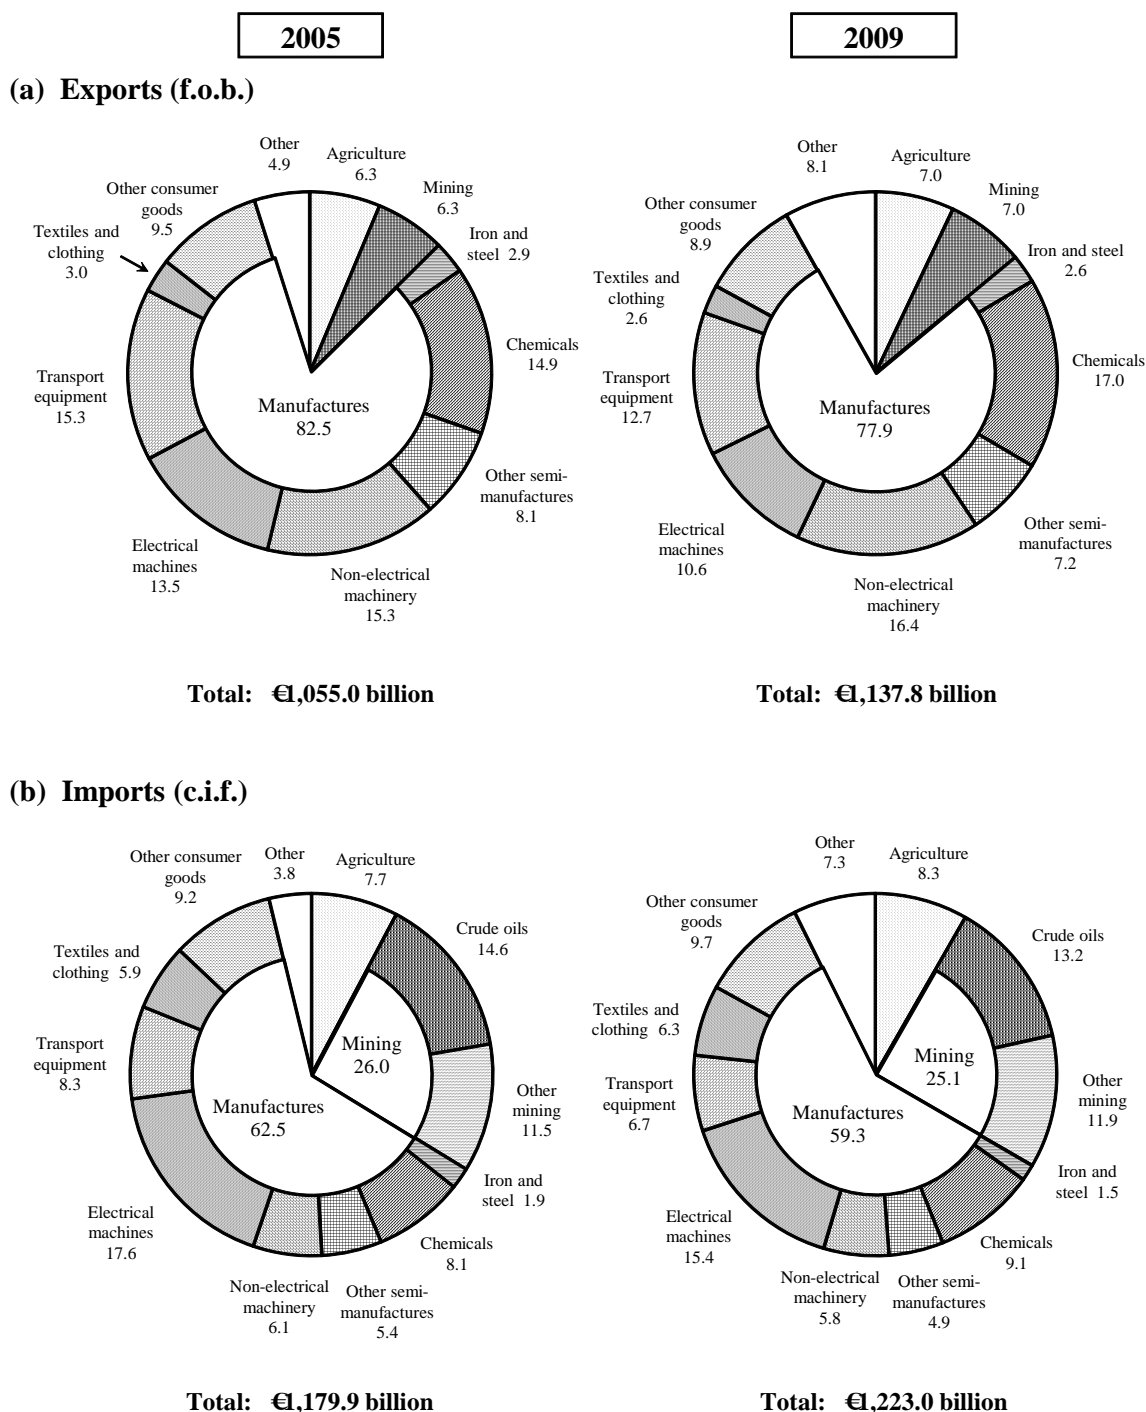 2005
2009
(a) Exports (f.o.b.)
Other
4.9
Agriculture
6.3
Mining
6.3
Iron and
steel 2.9
Chemicals
14.9
Other semi-
manufactures
8.1
Non-electrical
machinery
15.3
Electrical
machines
13.5
Transport
equipment
15.3
Textiles and
clothing
3.0
Other consumer
goods
9.5
Manufactures
82.5
Total: €1,055.0 billion
Other
8.1
Agriculture
7.0
Mining
7.0
Iron and steel
2.6
Chemicals
17.0
Other semi-
manufactures
7.2
Non-electrical
machinery
16.4
Electrical
machines
10.6
Transport
equipment
12.7
Textiles and
clothing
2.6
Other consumer
goods
8.9
Manufactures
77.9
Total: €1,137.8 billion
(b) Imports (c.i.f.)
Other
3.8
Agriculture
7.7
Crude oils
14.6
Mining
26.0
Other
mining
11.5
Iron and
steel 1.9
Chemicals
8.1
Other semi-
manufactures
5.4
Non-electrical
machinery
6.1
Electrical
machines
17.6
Transport
equipment
8.3
Textiles and
clothing 5.9
Other consumer
goods
9.2
Manufactures
62.5
Total: €1,179.9 billion
Other
7.3
Agriculture
8.3
Crude oils
13.2
Mining
25.1
Other
mining
11.9
Iron and
steel 1.5
Chemicals
9.1
Other semi-
manufactures
4.9
Non-electrical
machinery
5.8
Electrical
machines
15.4
Transport
equipment
6.7
Textiles and
clothing 6.3
Other consumer
goods
9.7
Manufactures
59.3
Total: €1,223.0 billion